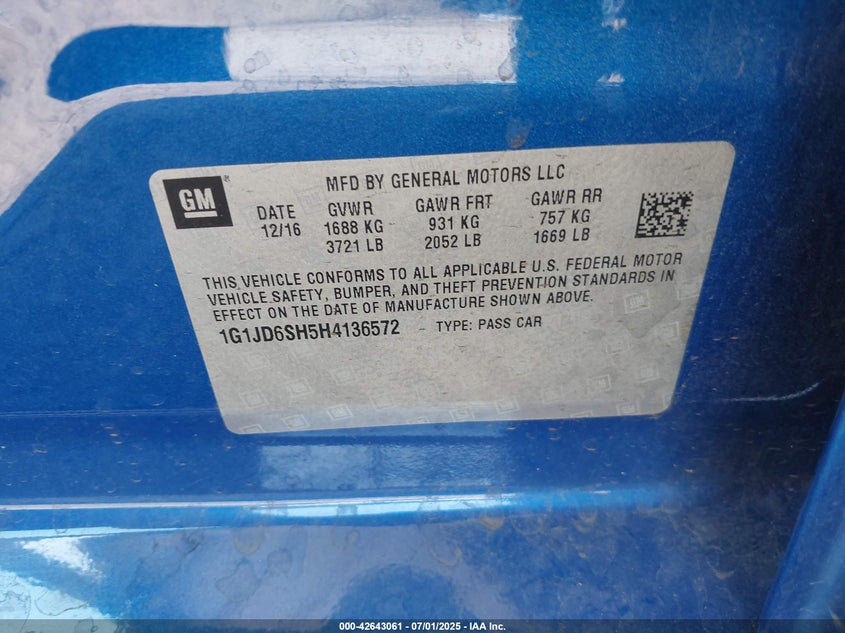 GM
MFD BY GENERAL MOTORS LLC
DATE GVWR GAWR FRT GAWR RR
12/16 1688 KG 931 KG 757 KG
3721 LB 2052 LB 1669 LB
THIS VEHICLE CONFORMS TO ALL APPLICABLE U.S. FEDERAL MOTOR
VEHICLE SAFETY, BUMPER, AND THEFT PREVENTION STANDARDS IN
EFFECT ON THE DATE OF MANUFACTURE SHOWN ABOVE.
1G1JD6SH5H4136572 TYPE: PASS CAR
000-42643061 - 07/01/2025 - IAA Inc.